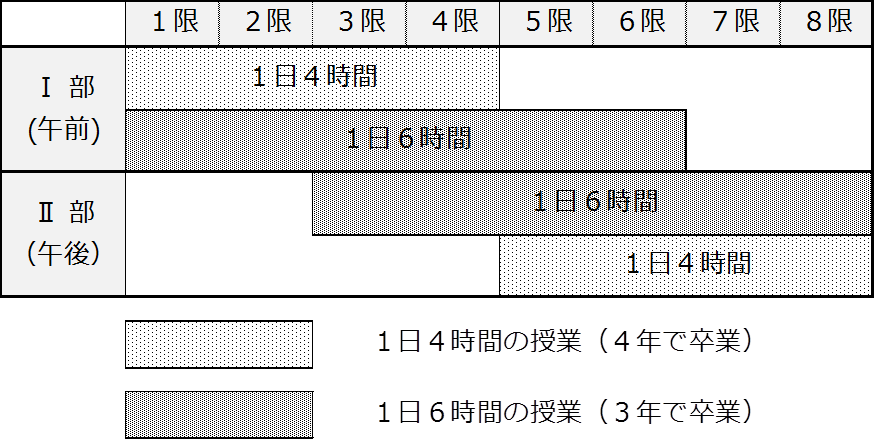 １限 ２限 ３限 ４限 ５限 ６限 ７限 ８限
Ⅰ 部
(午前)
１日４時間
１日６時間
Ⅱ 部
(午後)
１日６時間
１日４時間
１日４時間の授業（４年で卒業）
１日６時間の授業（３年で卒業）